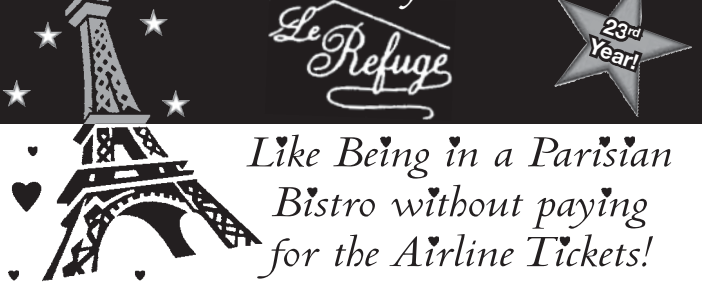 Le
Refuge
23rd
Year!
Like Being in a Parisian
Bistro without paying
for the Airline Tickets!